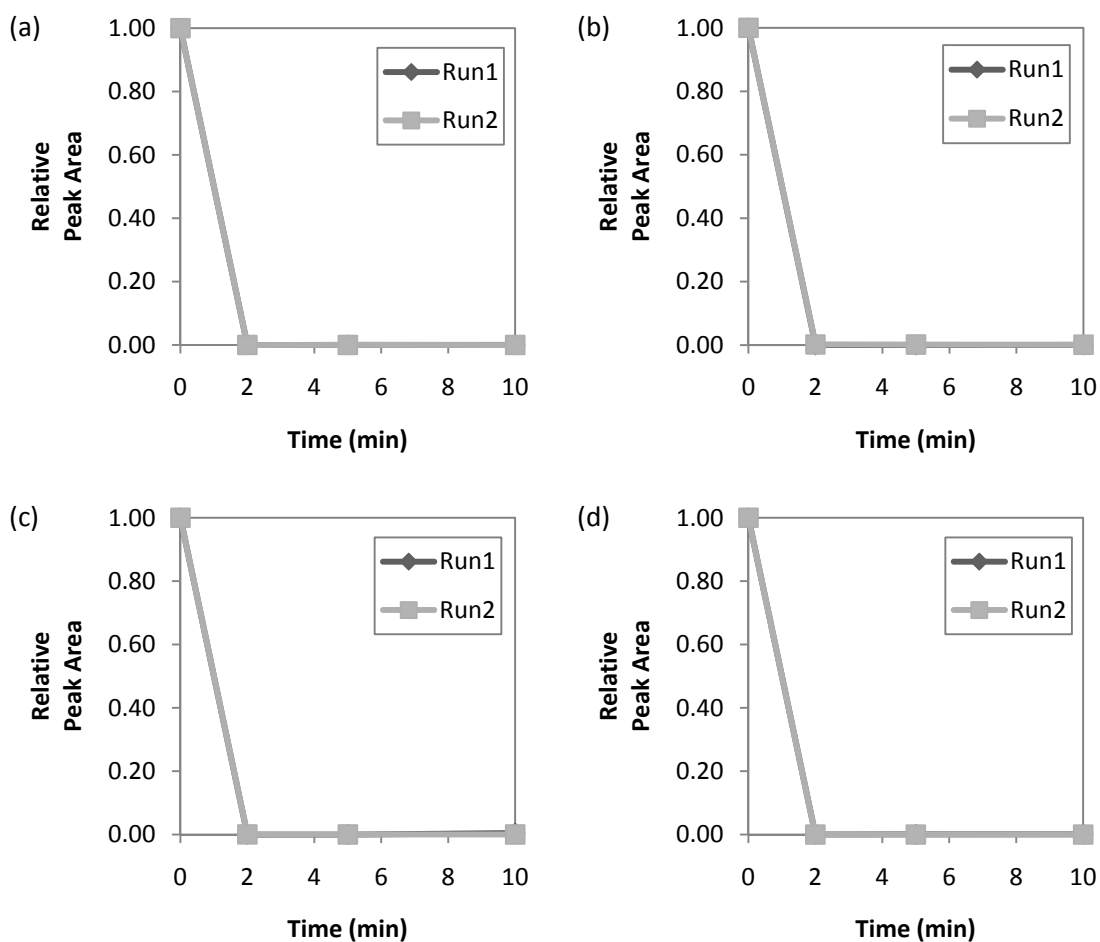 (a)
1.00
0.80
0.60
0.40
0.20
0.00
Relative
Peak Area
Run1
Run2
0 2 4 6 8 10
Time (min)
(b)
1.00
0.80
0.60
0.40
0.20
0.00
Relative
Peak Area
Run1
Run2
0 2 4 6 8 10
Time (min)
(c)
1.00
0.80
0.60
0.40
0.20
0.00
Relative
Peak Area
Run1
Run2
0 2 4 6 8 10
Time (min)
(d)
1.00
0.80
0.60
0.40
0.20
0.00
Relative
Peak Area
Run1
Run2
0 2 4 6 8 10
Time (min)